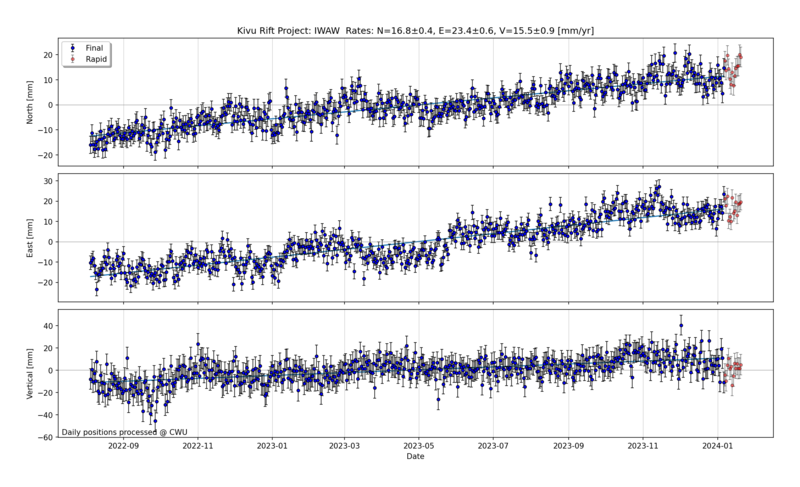 Kivu Rift Project: IWAW Rates: N=16.8±0.4, E=23.4±0.6, V=15.5±0.9 [mm/yr]
Final
Rapid
North [mm]
20
10
0
−10
−20
East [mm]
30
20
10
0
−10
−20
Vertical [mm]
40
20
0
−20
−40
−60
Daily positions processed @ CWU
2022-09 2022-11 2023-01 2023-03 2023-05 2023-07 2023-09 2023-11 2024-01
Date